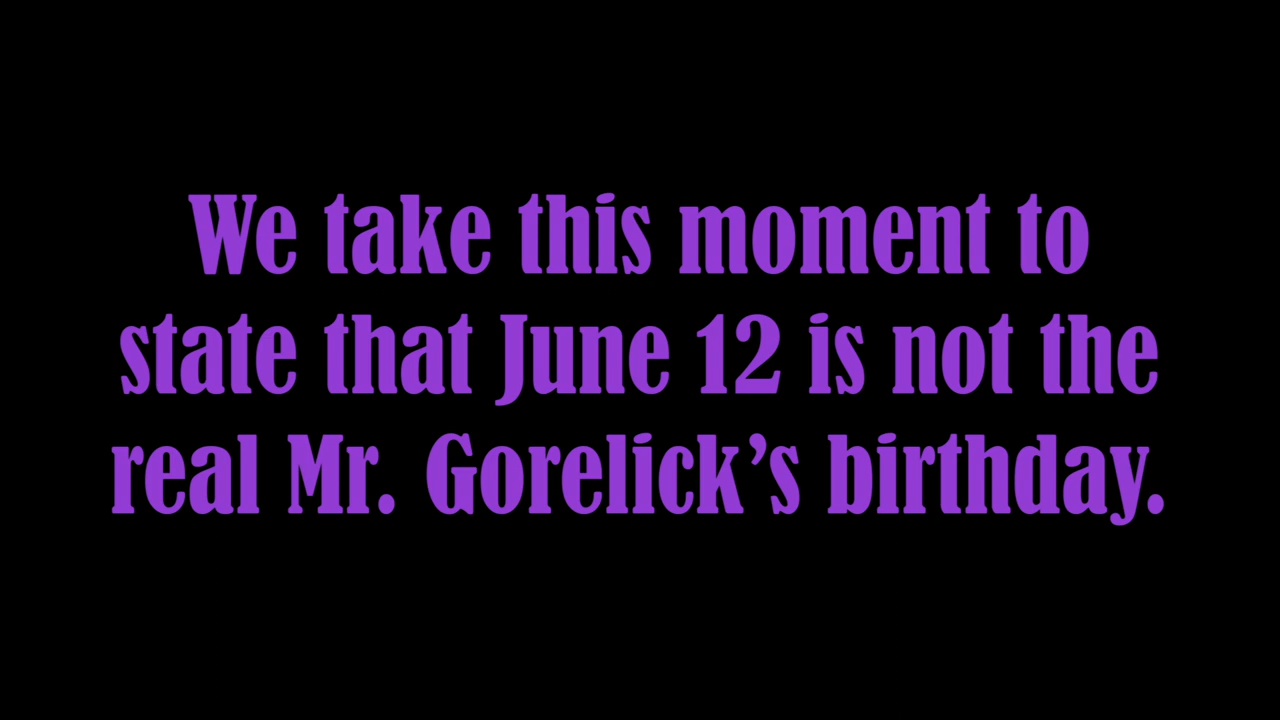 We take this moment to
state that June 12 is not the
real Mr. Gorelick’s birthday.